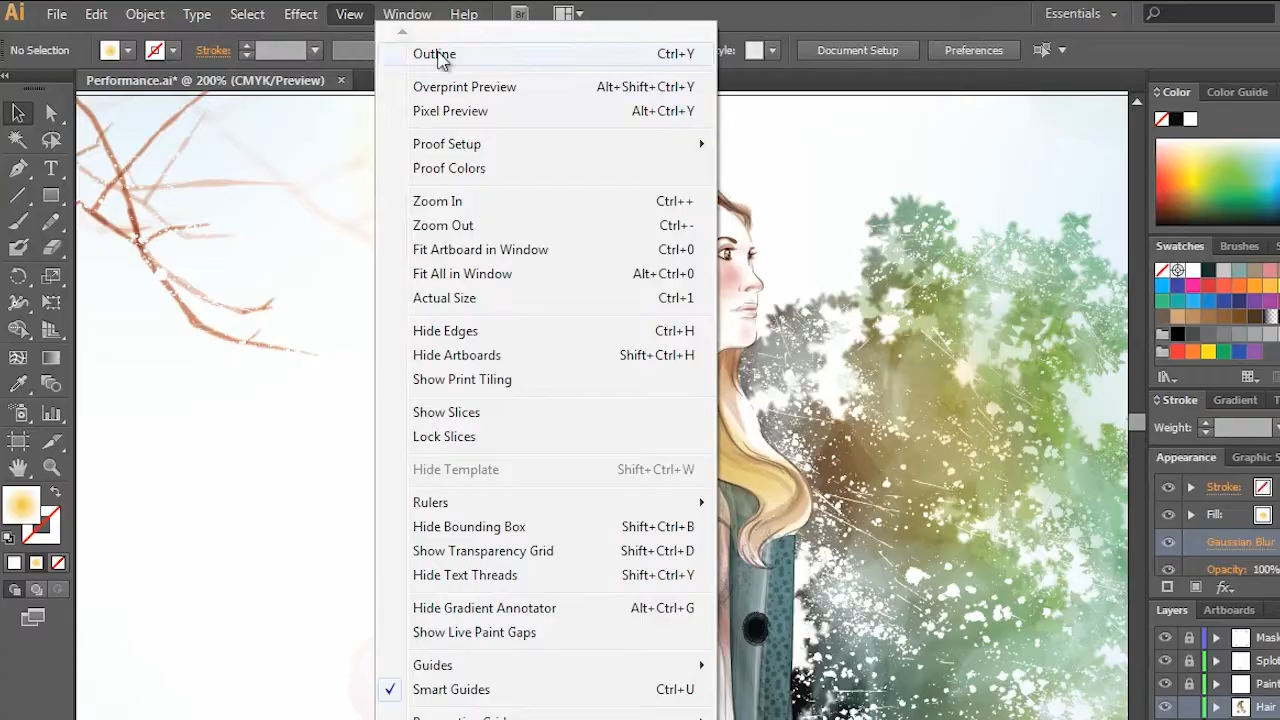 Ai File Edit Object Type Select Effect View Window Help Br Essentials
No Selection Stroke: Document Setup Preferences
Performance.ai* @ 200% (CMYK/Preview) ×
Outline Ctrl+Y
Overprint Preview Alt+Shift+Ctrl+Y
Pixel Preview Alt+Ctrl+Y
Proof Setup
Proof Colors
Zoom In Ctrl++
Zoom Out Ctrl+-
Fit Artboard in Window Ctrl+0
Fit All in Window Alt+Ctrl+0
Actual Size Ctrl+1
Hide Edges Ctrl+H
Hide Artboards Shift+Ctrl+H
Show Print Tiling
Show Slices
Lock Slices
Hide Template Shift+Ctrl+W
Rulers
Hide Bounding Box Shift+Ctrl+B
Show Transparency Grid Shift+Ctrl+D
Hide Text Threads Shift+Ctrl+Y
Hide Gradient Annotator Alt+Ctrl+G
Show Live Paint Gaps
Guides
Smart Guides Ctrl+U
Color Color Guide
Swatches Brushes S
Stroke Gradient T
Weight:
Appearance Graphic S
Stroke:
Fill:
Gaussian Blur
Opacity: 100%
fx
Layers Artboards
Mask
Splot
Paint
Hair